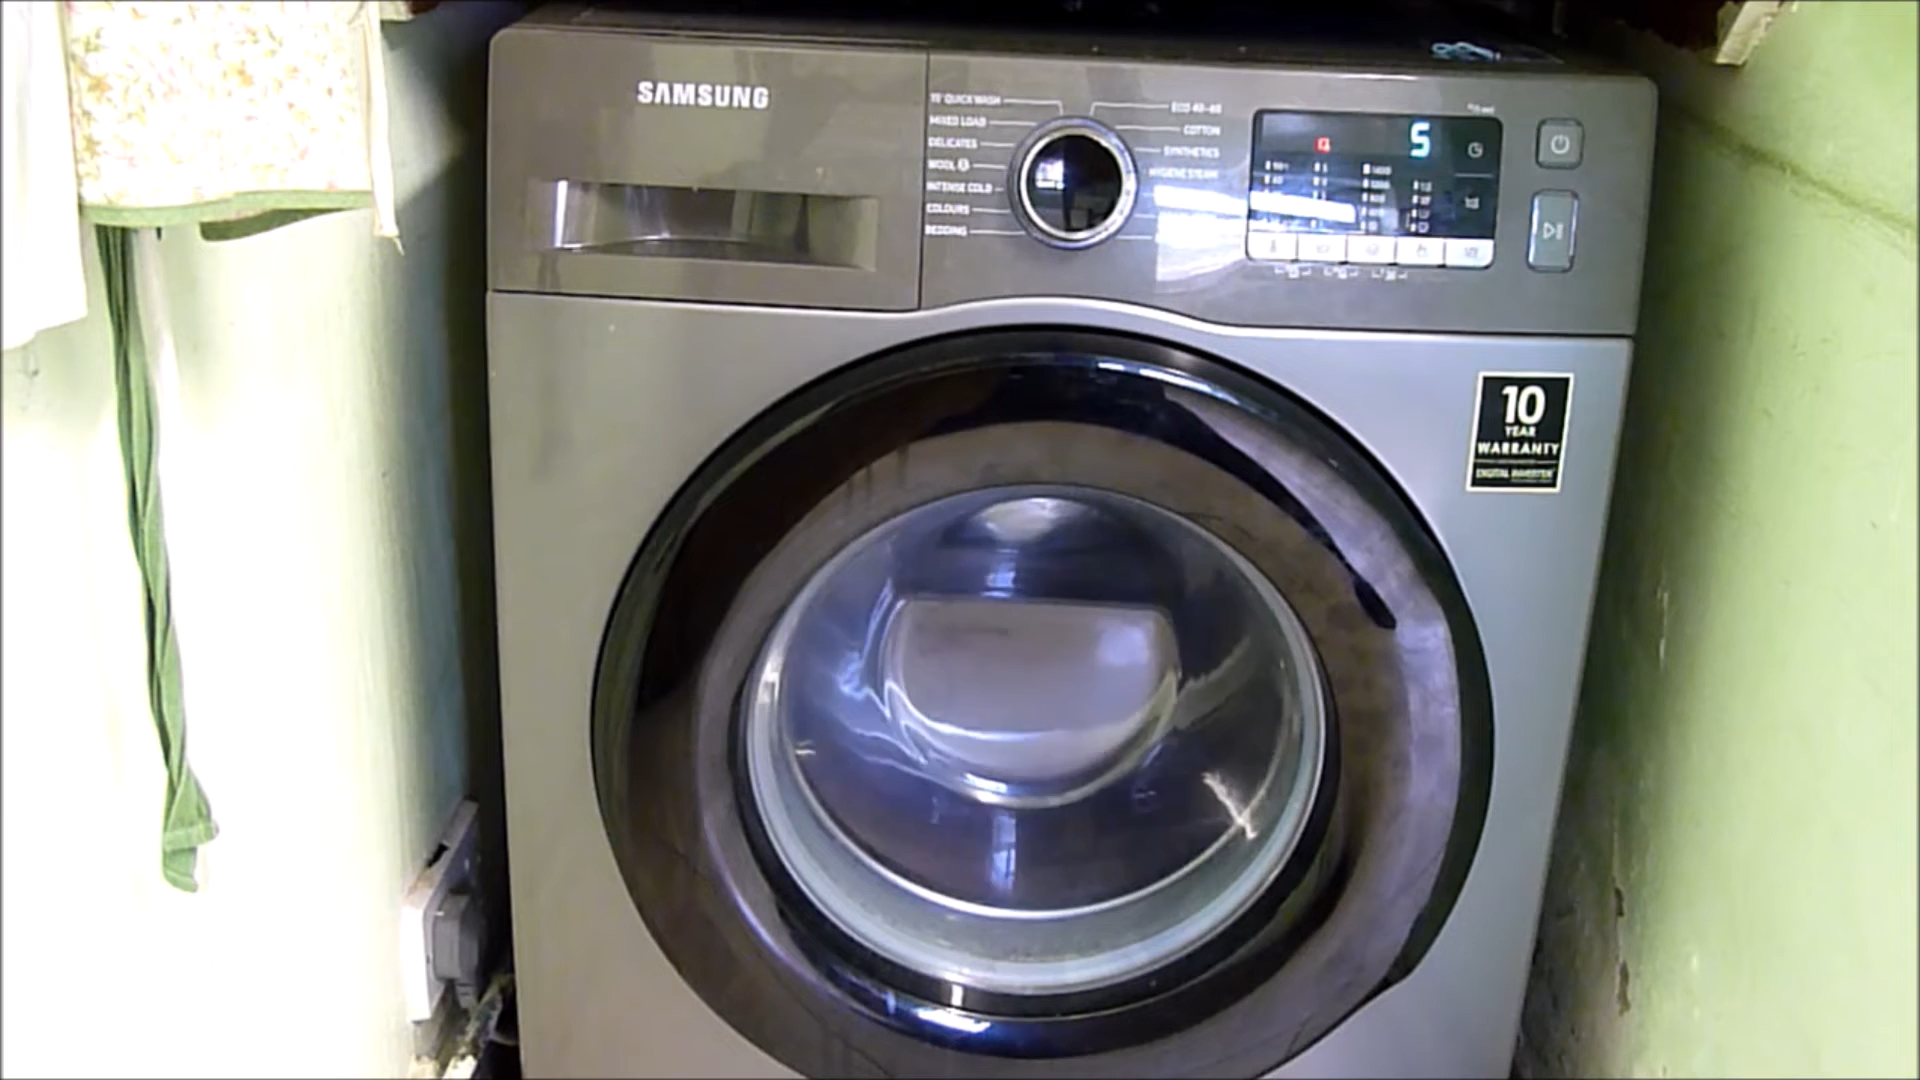 SAMSUNG
15' QUICK WASH
MIXED LOAD
DELICATES
WOOL
INTENSE COLD
COLOURS
BEDDING
ECO 40-60
COTTON
SYNTHETICS
HYGIENE STEAM
5
10
YEAR
WARRANTY
DIGITAL INVERTER